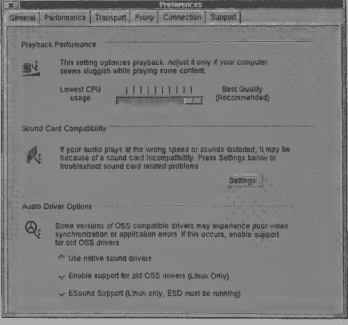 Preferences
General Performance Transport Proxy Connection Support
Playback Performance
This setting optimizes playback. Adjust it only if your computer
seems sluggish while playing some content.
Lowest CPU
usage
Best Quality
(Recommended)
Sound Card Compatibility
If your audio plays at the wrong speed or sounds distorted, it may be
because of a sound card incompatibility. Press Settings below to
troubleshoot sound card related problems
Settings...
Audio Driver Options
Some versions of OSS compatible drivers may experience poor video
synchronization or application errors. If this occurs, enable support
for old OSS drivers
Use native sound drivers
Enable support for old OSS drivers (Linux Only)
ESound Support (Linux only, ESD must be running)